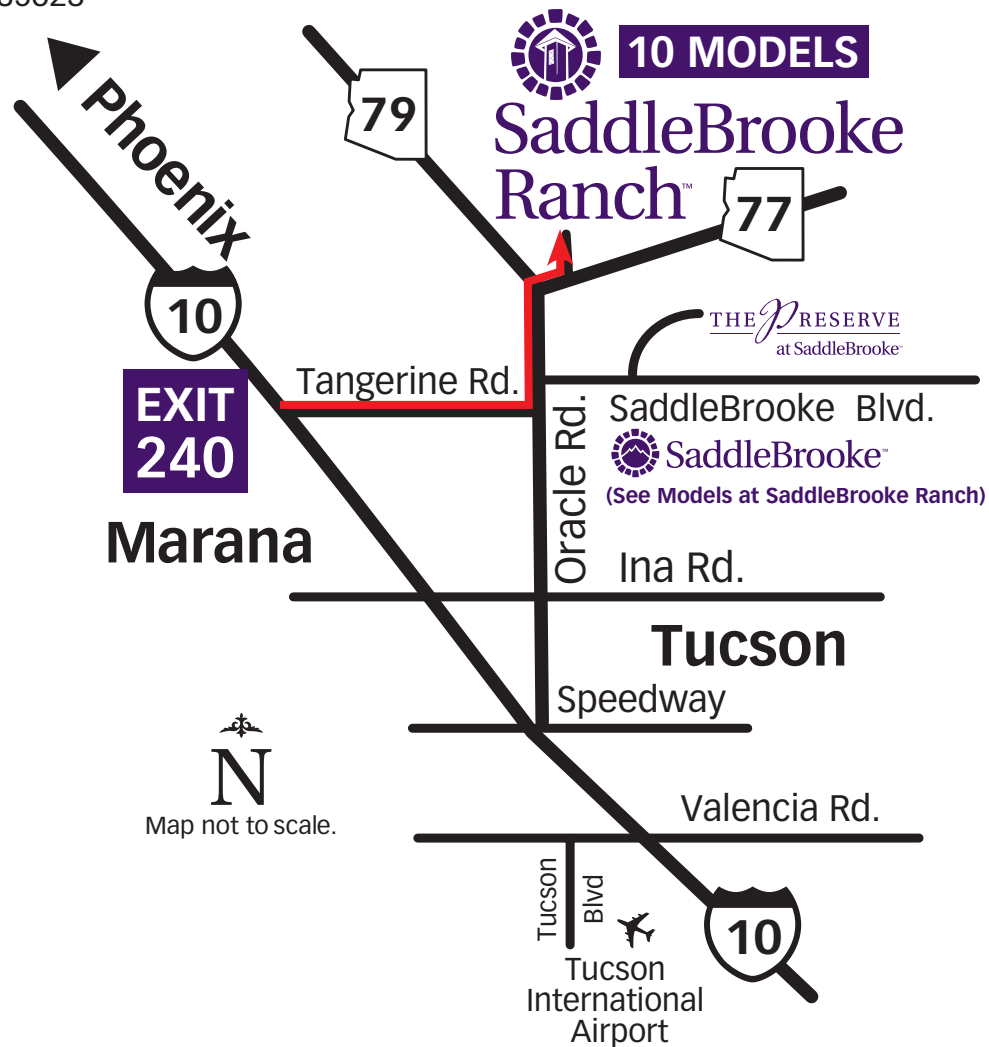 10 MODELS
SaddleBrooke
Ranch™
79
77
Phoenix
10
THE PRESERVE
at SaddleBrooke™
EXIT
240
Tangerine Rd.
SaddleBrooke Blvd.
SaddleBrooke™
(See Models at SaddleBrooke Ranch)
Oracle Rd.
Marana
Ina Rd.
Tucson
Speedway
N
Map not to scale.
Valencia Rd.
Tucson
Blvd
10
Tucson
International
Airport